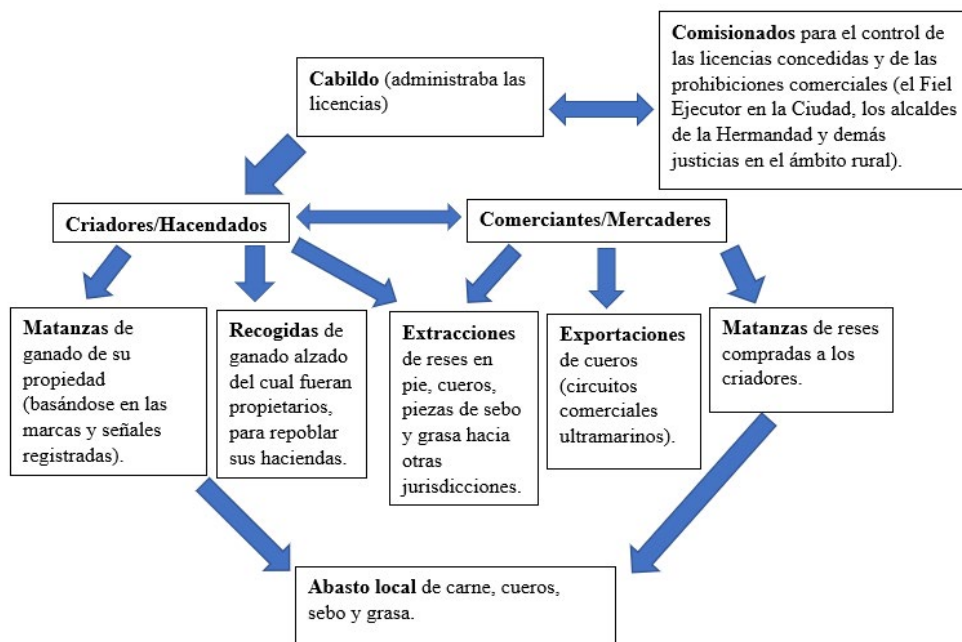 Comisionados para el control de
las licencias concedidas y de las
prohibiciones comerciales (el Fiel
Ejecutor en la Ciudad, los alcaldes
de la Hermandad y demás
justicias en el ámbito rural).
Cabildo (administraba las
licencias)
Criadores/Hacendados
Comerciantes/Mercaderes
Matanzas de
ganado de su
propiedad
(basándose en las
marcas y señales
registradas).
Recogidas de
ganado alzado
del cual fueran
propietarios,
para repoblar
sus haciendas.
Extracciones
de reses en
pie, cueros,
piezas de sebo
y grasa hacia
otras
jurisdicciones.
Exportaciones
de cueros
(circuitos
comerciales
ultramarinos).
Matanzas de reses
compradas a los
criadores.
Abasto local de carne, cueros,
sebo y grasa.